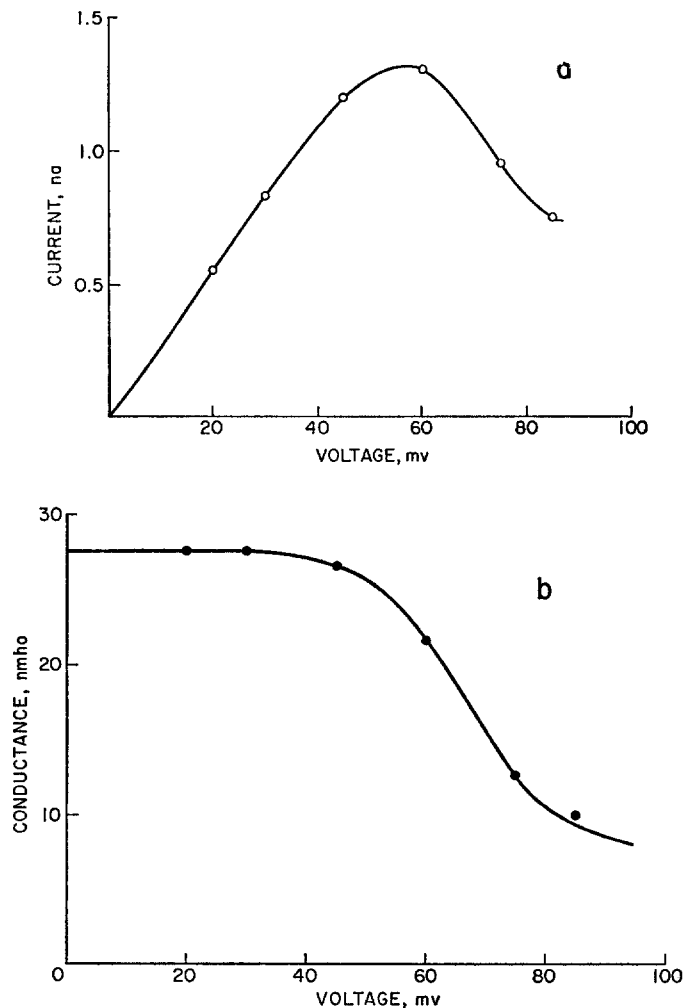 1.5
1.0
0.5
CURRENT, na
a
20 40 60 80 100
VOLTAGE, mv
30
20
10
CONDUCTANCE, nmho
b
0 20 40 60 80 100
VOLTAGE, mv